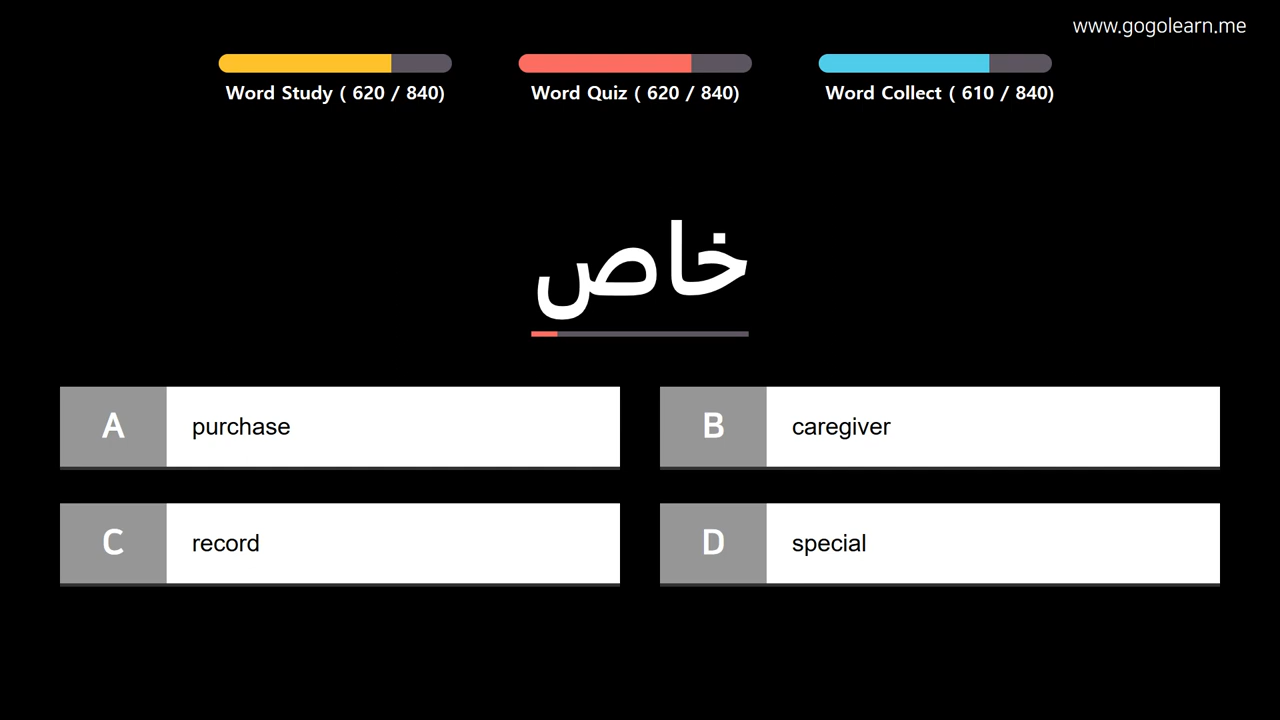 www.gogolearn.me
Word Study ( 620 / 840)
Word Quiz ( 620 / 840)
Word Collect ( 610 / 840)
خاص
A purchase
B caregiver
C record
D special